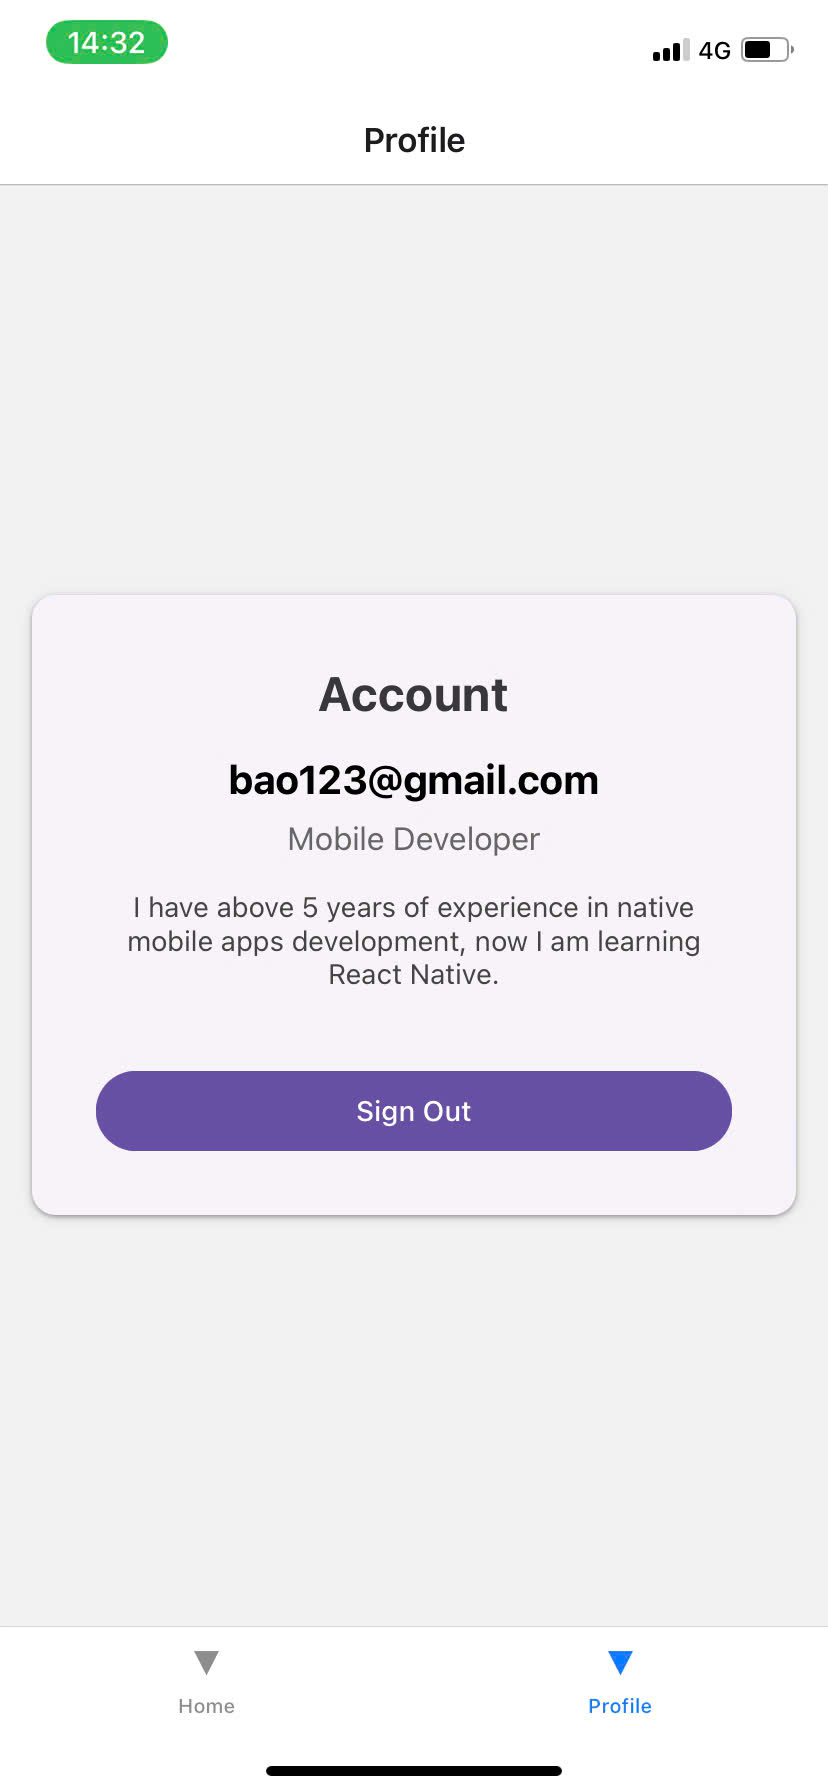 14:32
4G
Profile
Account
bao123@gmail.com
Mobile Developer
I have above 5 years of experience in native
mobile apps development, now I am learning
React Native.
Sign Out
Home
Profile